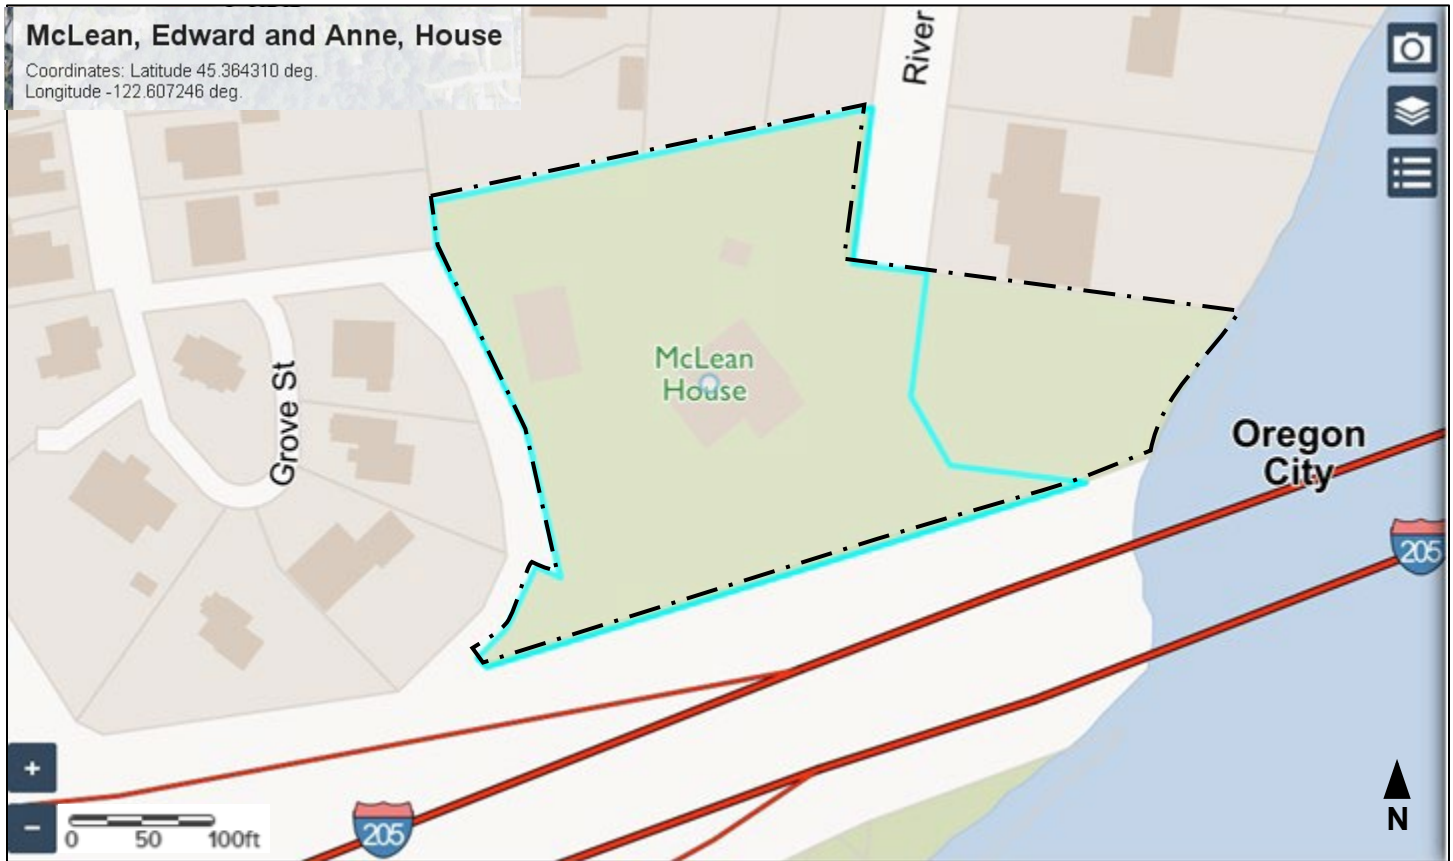 McLean, Edward and Anne, House
Coordinates: Latitude 45.364310 deg.
Longitude -122.607246 deg.
River
McLean
House
Grove St
Oregon
City
205
205
+
−
0 50 100ft
N